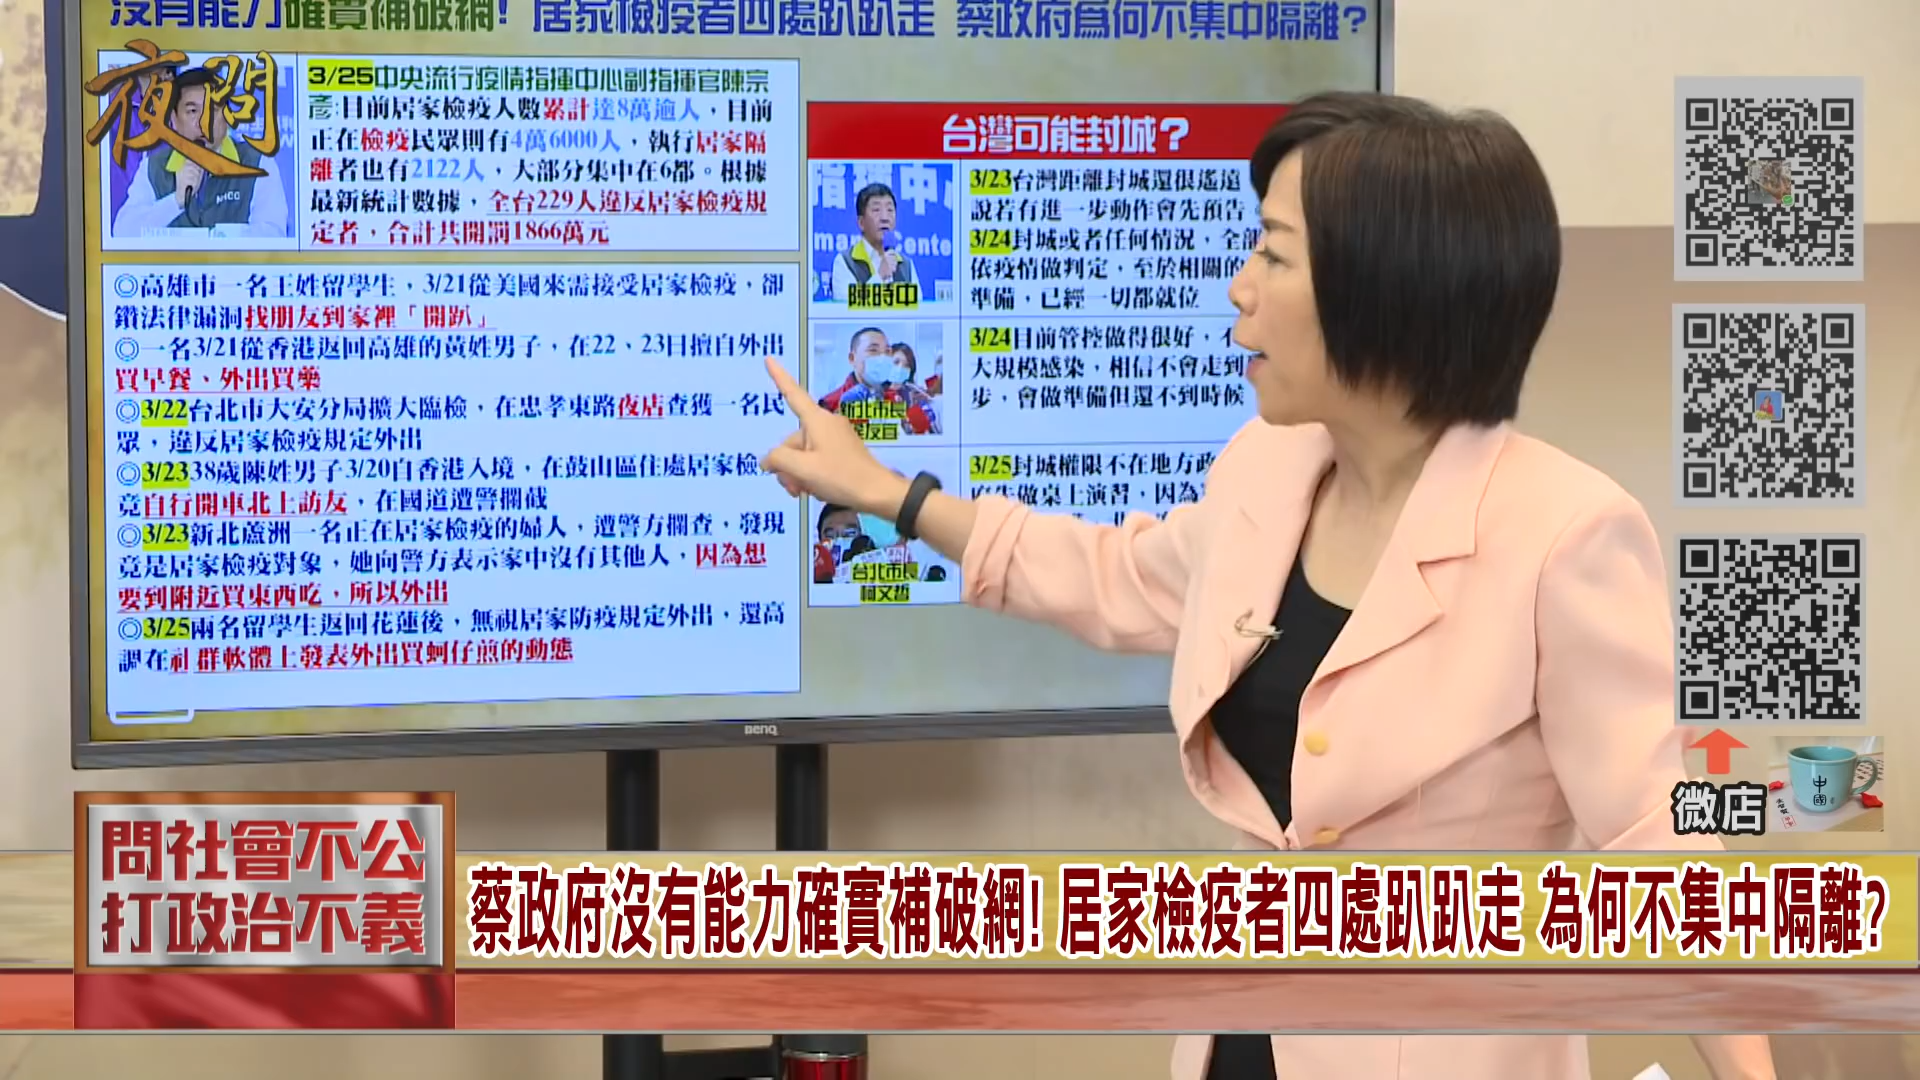 沒有能力確實補破網! 居家檢疫者四處趴趴走 蔡政府為何不集中隔離?
夜問
3/25中央流行疫情指揮中心副指揮官陳宗
彥:目前居家檢疫人數累計達8萬逾人，目前
正在檢疫民眾則有4萬6000人，執行居家隔
離者也有2122人，大部分集中在6都。根據
最新統計數據，全台229人違反居家檢疫規
定者，合計共開罰1866萬元
◎高雄市一名王姓留學生，3/21從美國來需接受居家檢疫，卻
鑽法律漏洞找朋友到家裡「開趴」
◎一名3/21從香港返回高雄的黃姓男子，在22、23日擅自外出
買早餐、外出買藥
◎3/22台北市大安分局擴大臨檢，在忠孝東路夜店查獲一名民
眾，違反居家檢疫規定外出
◎3/2338歲陳姓男子3/20自香港入境，在鼓山區住處居家檢
竟自行開車北上訪友，在國道遭警攔截
◎3/23新北蘆洲一名正在居家檢疫的婦人，遭警方攔查，發現
竟是居家檢疫對象，她向警方表示家中沒有其他人，因為想
要到附近買東西吃，所以外出
◎3/25兩名留學生返回花蓮後，無視居家防疫規定外出，還高
調在社群軟體上發表外出買蚵仔煎的動態
台灣可能封城?
陳時中
3/23台灣距離封城還很遙遠
說若有進一步動作會先預告
3/24封城或者任何情況，全部
依疫情做判定，至於相關的
準備，已經一切都就位
新北市長
侯友宜
3/24目前管控做得很好，不
大規模感染，相信不會走到
步，會做準備但還不到時候
台北市長
柯文哲
3/25封城權限不在地方政
府先做桌上演習，因為
BenQ
微店
中國
問社會不公
打政治不義
蔡政府沒有能力確實補破網! 居家檢疫者四處趴趴走 為何不集中隔離?